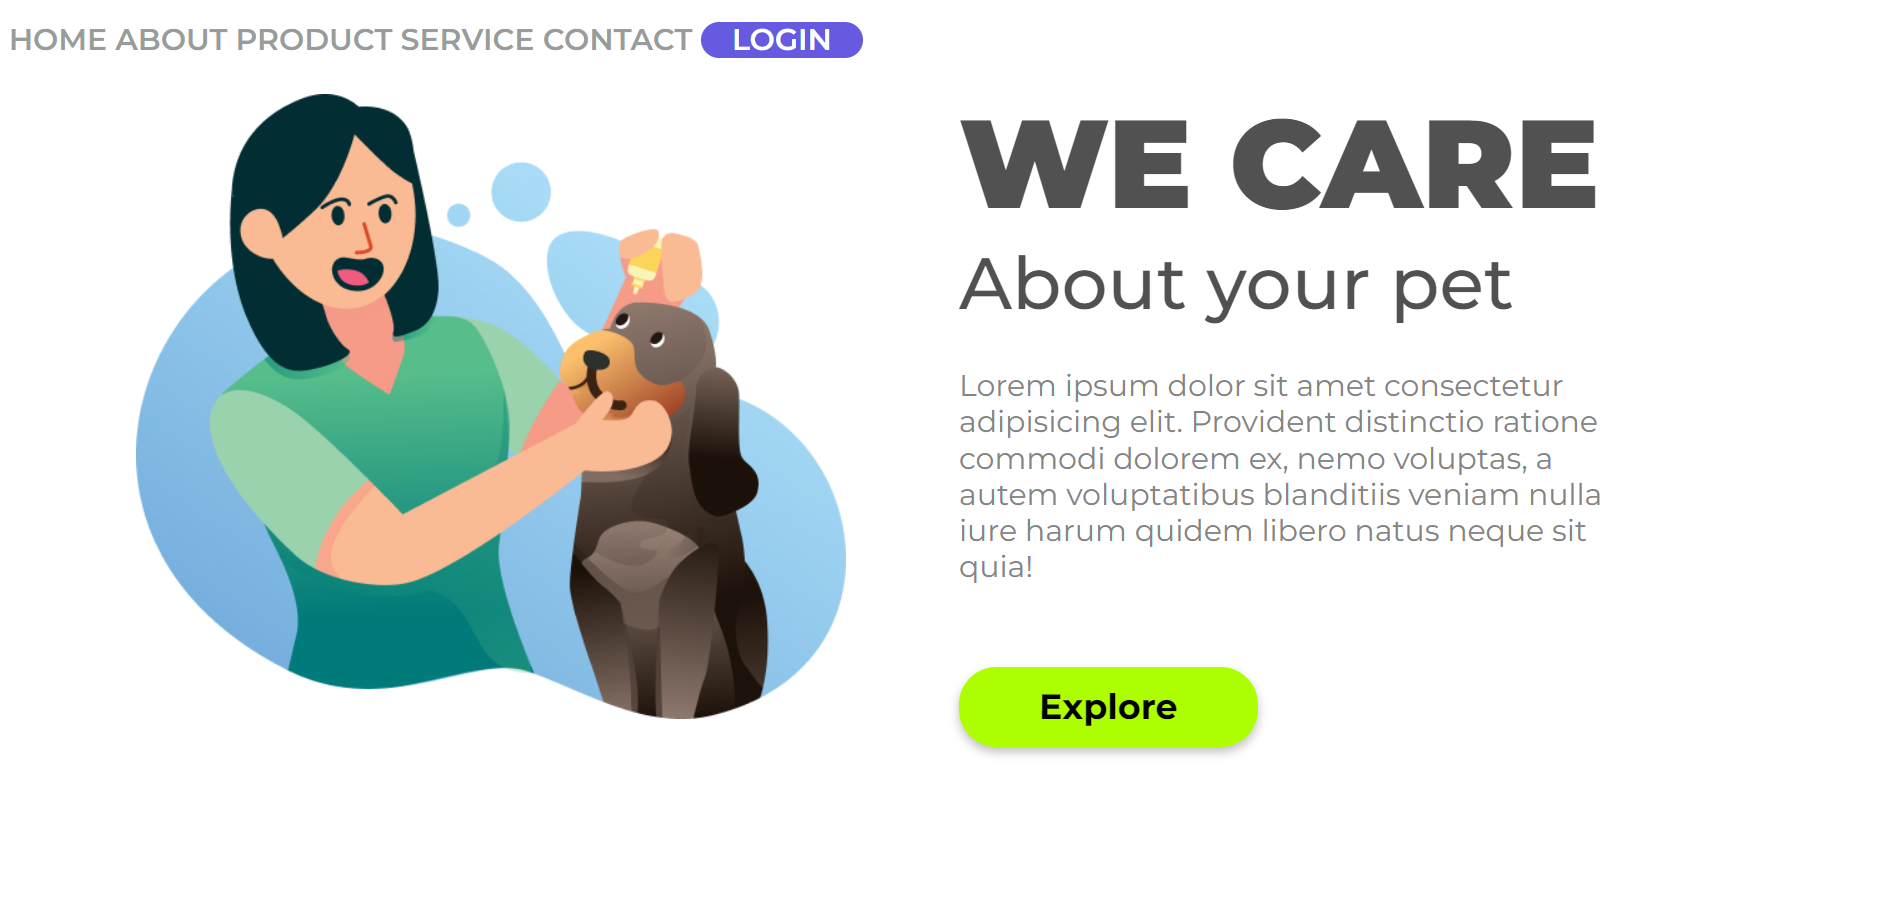 HOME ABOUT PRODUCT SERVICE CONTACT LOGIN
WE CARE
About your pet
Lorem ipsum dolor sit amet consectetur
adipisicing elit. Provident distinctio ratione
commodi dolorem ex, nemo voluptas, a
autem voluptatibus blanditiis veniam nulla
iure harum quidem libero natus neque sit
quia!
Explore